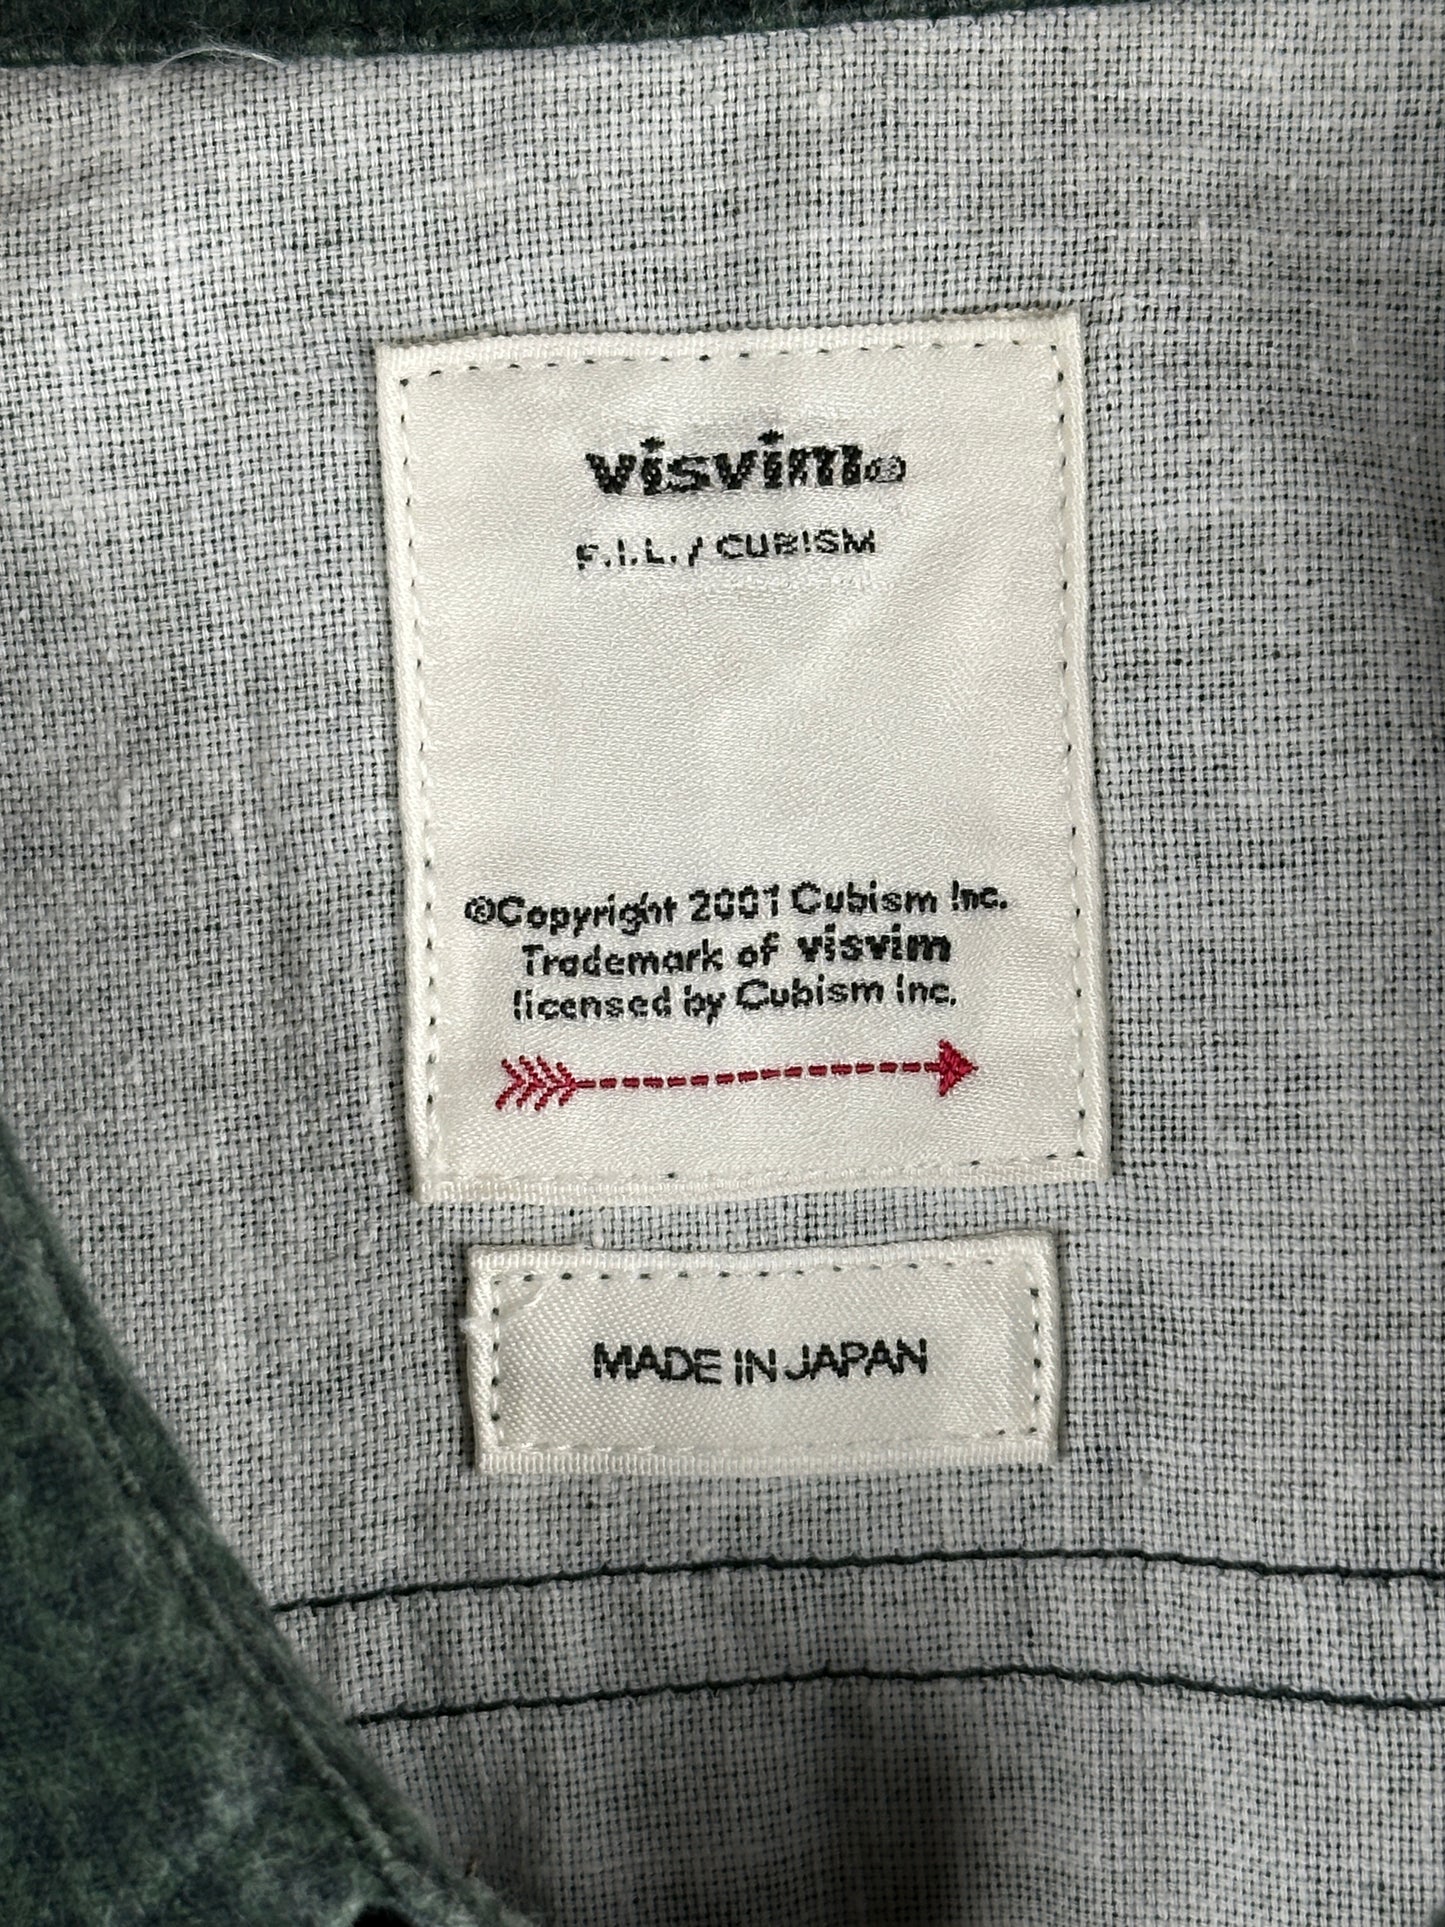 visvim®
F.I.L. / CUBISM
©Copyright 2001 Cubism Inc.
Trademark of visvim
licensed by Cubism Inc.
MADE IN JAPAN